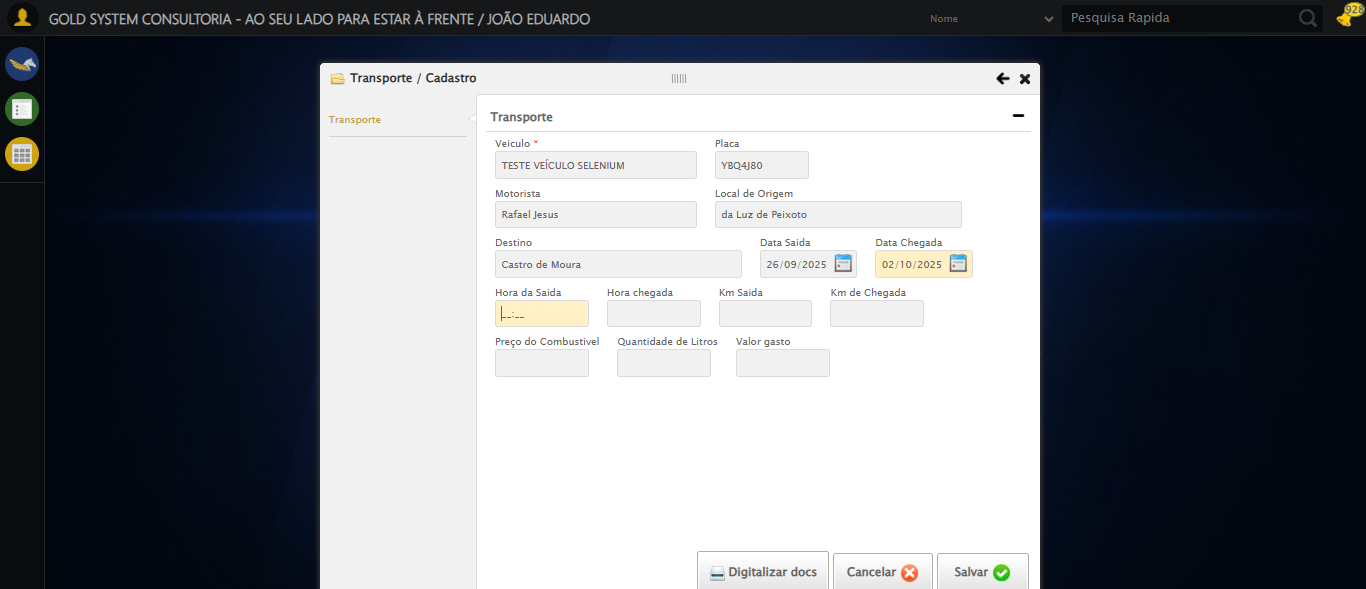 GOLD SYSTEM CONSULTORIA - AO SEU LADO PARA ESTAR À FRENTE / JOÃO EDUARDO
Nome
Pesquisa Rapida
928
Transporte / Cadastro
Transporte
Transporte
Veiculo * Placa
TESTE VEÍCULO SELENIUM YBQ4J80
Motorista Local de Origem
Rafael Jesus da Luz de Peixoto
Destino Data Saida Data Chegada
Castro de Moura 26/09/2025 02/10/2025
Hora da Saida Hora chegada Km Saida Km de Chegada
__:__
Preço do Combustivel Quantidade de Litros Valor gasto
Digitalizar docs Cancelar Salvar